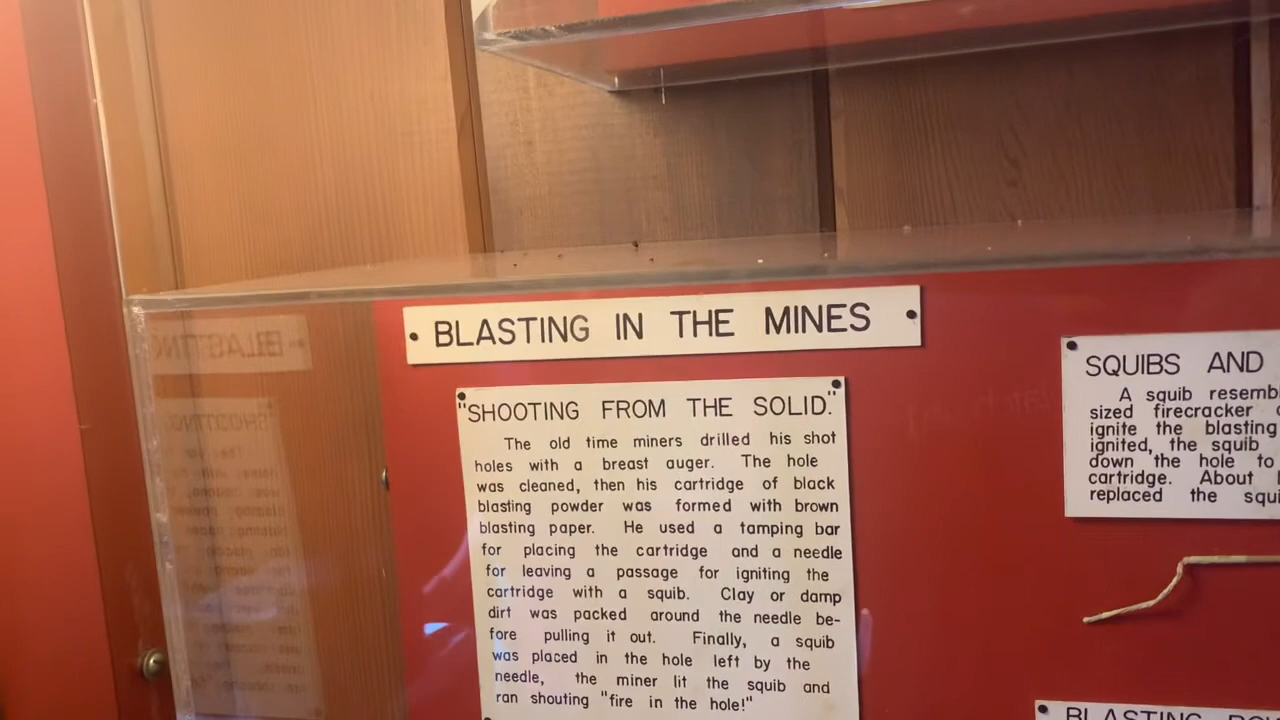 BLASTING IN THE MINES
"SHOOTING FROM THE SOLID."
The old time miners drilled his shot
holes with a breast auger. The hole
was cleaned, then his cartridge of black
blasting powder was formed with brown
blasting paper. He used a tamping bar
for placing the cartridge and a needle
for leaving a passage for igniting the
cartridge with a squib. Clay or damp
dirt was packed around the needle be-
fore pulling it out. Finally, a squib
was placed in the hole left by the
needle, the miner lit the squib and
ran shouting "fire in the hole!"
SQUIBS AND
A squib resemb
sized firecracker
ignite the blasting
ignited, the squib
down the hole to
cartridge. About
replaced the squi
BLASTING